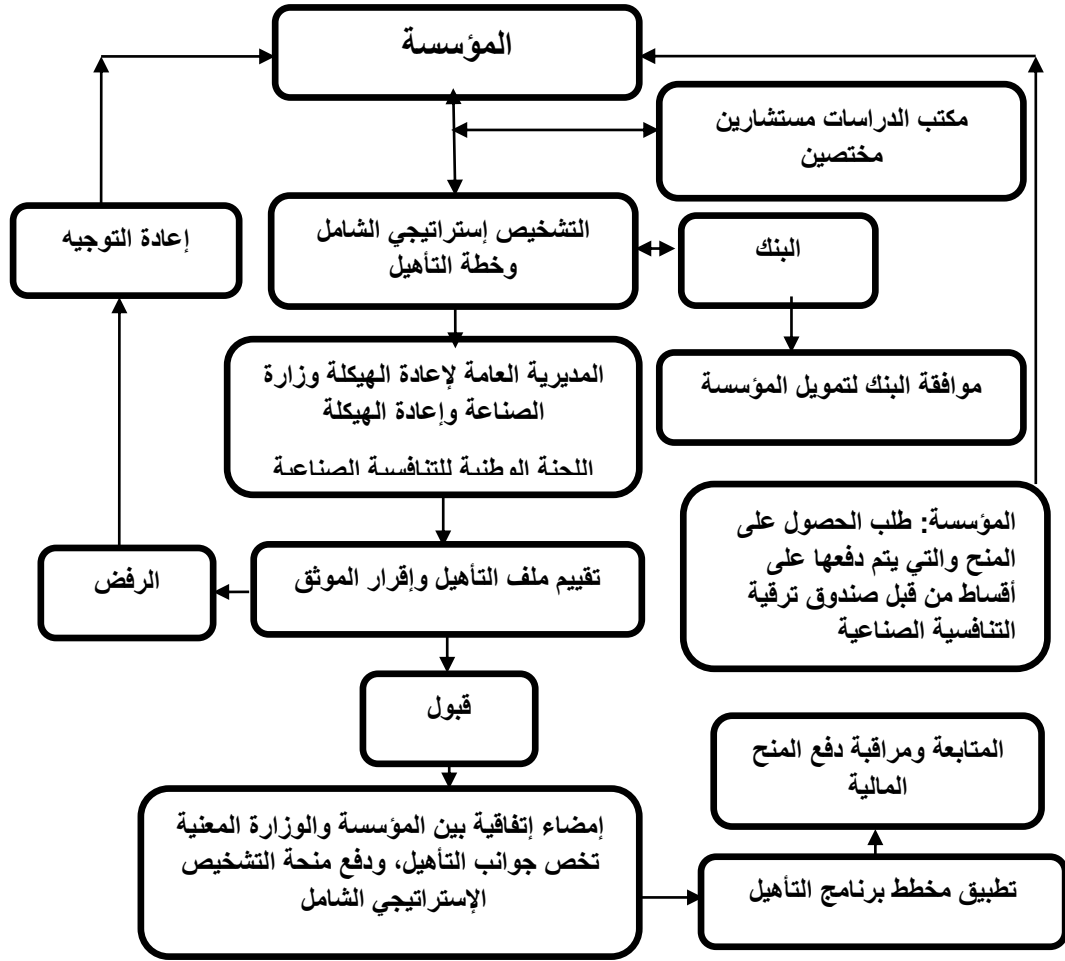 المؤسسة
مكتب الدراسات مستشارين
مختصين
إعادة التوجيه
التشخيص إستراتيجي الشامل
وخطة التأهيل
البنك
المديرية العامة لإعادة الهيكلة وزارة
الصناعة وإعادة الهيكلة
اللجنة الوطنية للتنافسية الصناعية
موافقة البنك لتمويل المؤسسة
المؤسسة: طلب الحصول على
المنح والتي يتم دفعها على
أقساط من قبل صندوق ترقية
التنافسية الصناعية
تقييم ملف التأهيل وإقرار الموثق
الرفض
قبول
المتابعة ومراقبة دفع المنح
المالية
إمضاء إتفاقية بين المؤسسة والوزارة المعنية
تخص جوانب التأهيل، ودفع منحة التشخيص
الإستراتيجي الشامل
تطبيق مخطط برنامج التأهيل